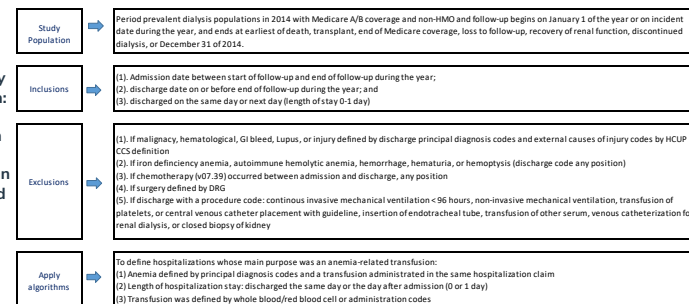 Study
Population
Period prevalent dialysis populations in 2014 with Medicare A/B coverage and non-HMO and follow-up begins on January 1 of the year or on incident
date during the year, and ends at earliest of death, transplant, end of Medicare coverage, loss to follow-up, recovery of renal function, discontinued
dialysis, or December 31 of 2014.
Inclusions
(1). Admission date between start of follow-up and end of follow-up during the year;
(2). discharge date on or before end of follow-up during the year; and
(3). discharged on the same day or next day (length of stay 0-1 day)
Exclusions
(1). If malignancy, hematological, GI bleed, Lupus, or injury defined by discharge principal diagnosis codes and external causes of injury codes by HCUP
CCS definition
(2). If iron definciency anemia, autoimmune hemolytic anemia, hemorrhage, hematuria, or hemoptysis (discharge code any position)
(3). If chemotherapy (v07.39) occurred between admission and discharge, any position
(4). If surgery defined by DRG
(5). If discharge with a procedure code: continous invasive mechanical ventilation < 96 hours, non-invasive mechanical ventilation, transfusion of
platelets, or central venous catheter placement with guideline, insertion of endotracheal tube, transfusion of other serum, venous catheterization fo
renal dialysis, or closed biopsy of kidney
Apply
algorithms
To define hospitalizations whose main purpose was an anemia-related transfusion:
(1) Anemia defined by principal diagnosis codes and a transfusion administrated in the same hospitalization claim
(2) Length of hospitalization stay: discharged the same day or the day after admission (0 or 1 day)
(3) Transfusion was defined by whole blood/red blood cell or administration codes